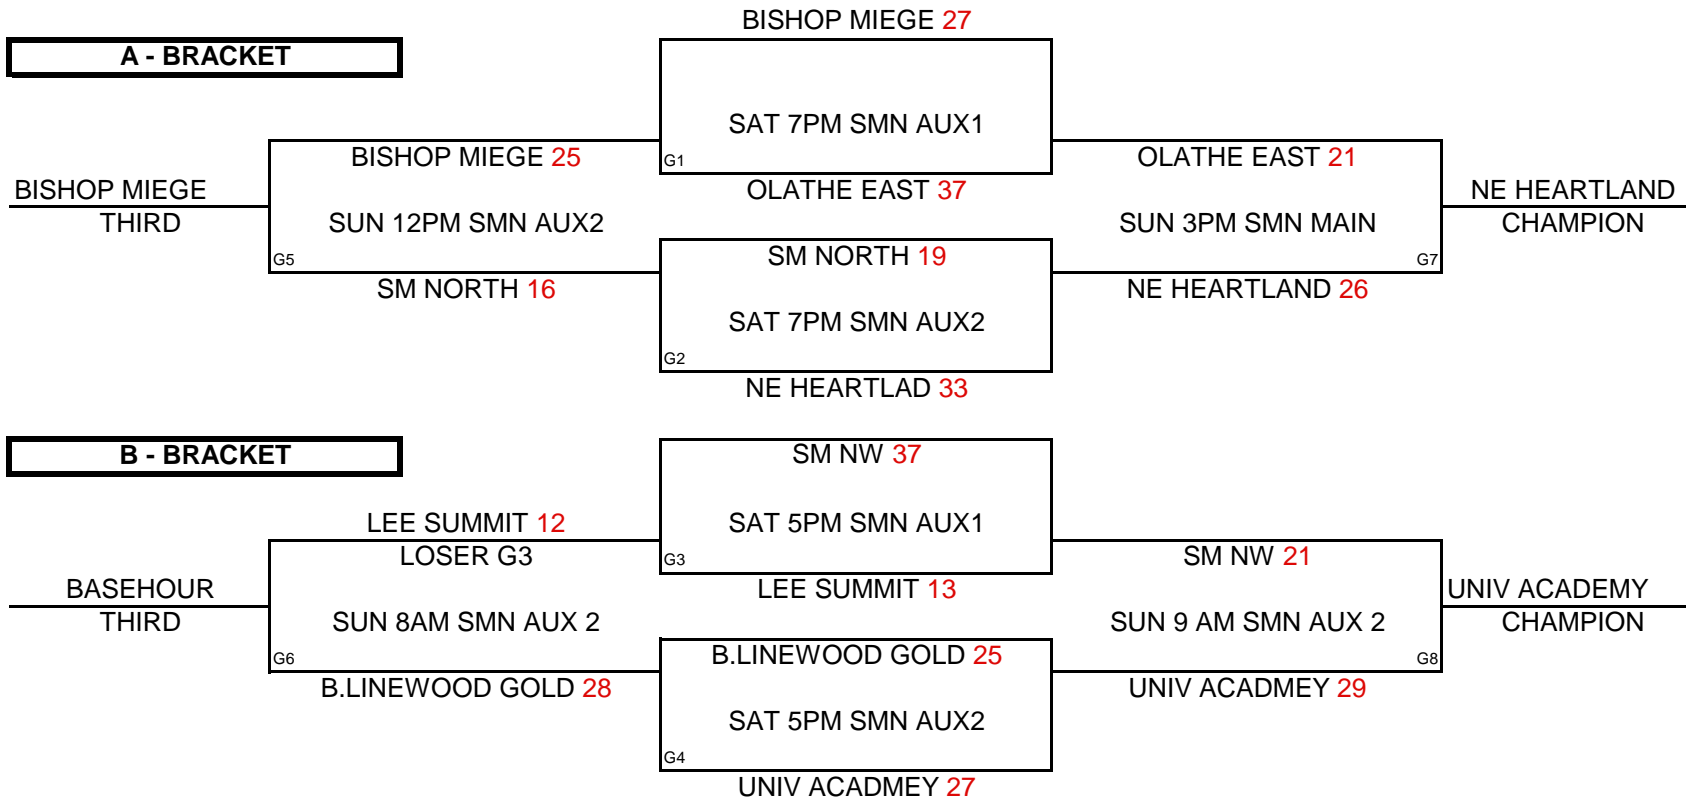 BISHOP MIEGE 27
A - BRACKET
SAT 7PM SMN AUX1
BISHOP MIEGE 25
G1
OLATHE EAST 21
BISHOP MIEGE
OLATHE EAST 37
NE HEARTLAND
THIRD
SUN 12PM SMN AUX2
SUN 3PM SMN MAIN
CHAMPION
G5
SM NORTH 19
G7
SM NORTH 16
NE HEARTLAND 26
SAT 7PM SMN AUX2
G2
NE HEARTLAD 33
B - BRACKET
SM NW 37
LEE SUMMIT 12
SAT 5PM SMN AUX1
LOSER G3
G3
SM NW 21
BASEHOUR
LEE SUMMIT 13
UNIV ACADEMY
THIRD
SUN 8AM SMN AUX 2
SUN 9 AM SMN AUX 2
CHAMPION
G6
B.LINEWOOD GOLD 25
G8
B.LINEWOOD GOLD 28
UNIV ACADMEY 29
SAT 5PM SMN AUX2
G4
UNIV ACADMEY 27